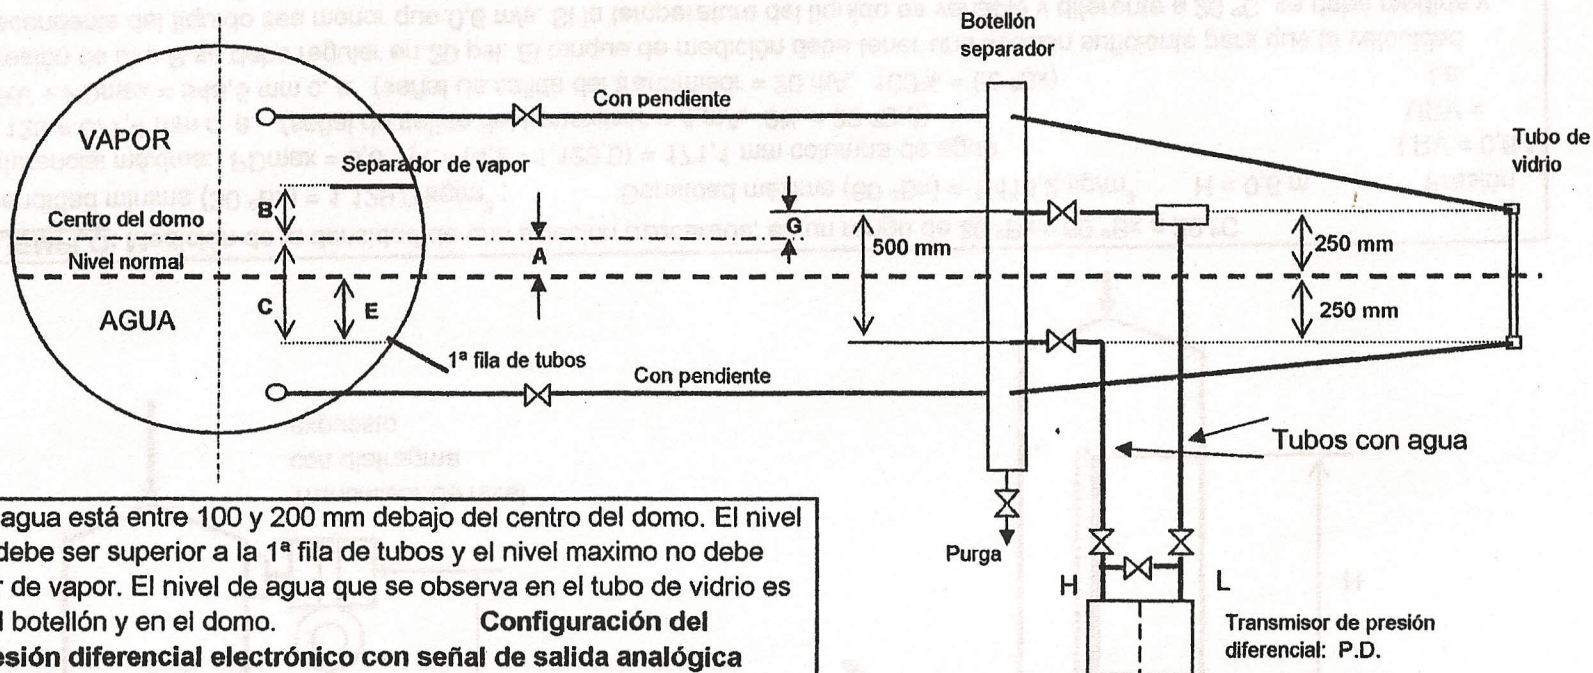 Botellón
separador
Con pendiente
VAPOR
Separador de vapor
Tubo de
vidrio
B
Centro del domo
G
500 mm
250 mm
Nivel normal
A
C
E
AGUA
250 mm
1ª fila de tubos
Con pendiente
Tubos con agua
agua está entre 100 y 200 mm debajo del centro del domo. El nivel
debe ser superior a la 1ª fila de tubos y el nivel maximo no debe
de vapor. El nivel de agua que se observa en el tubo de vidrio es
botellón y en el domo. Configuración del
diferencial electrónico con señal de salida analógica
Purga
H
L
Transmisor de presión
diferencial: P.D.